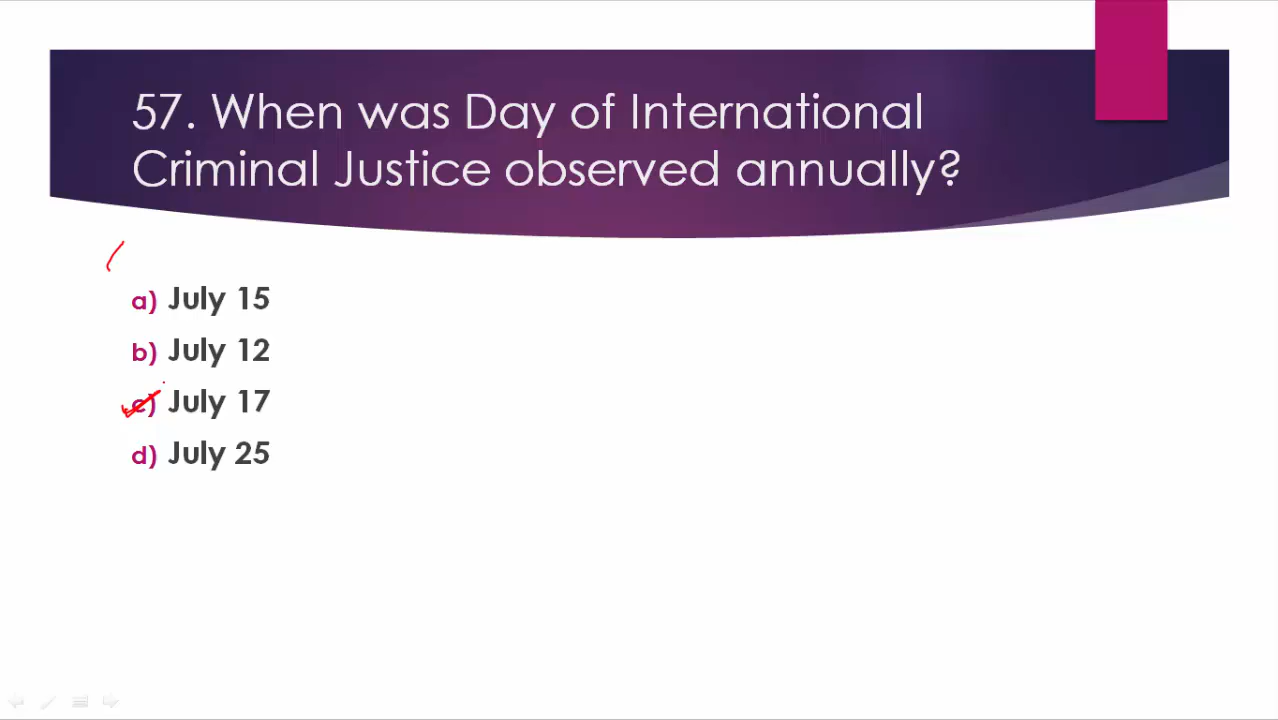 57. When was Day of International
Criminal Justice observed annually?
a) July 15
b) July 12
c) July 17
d) July 25